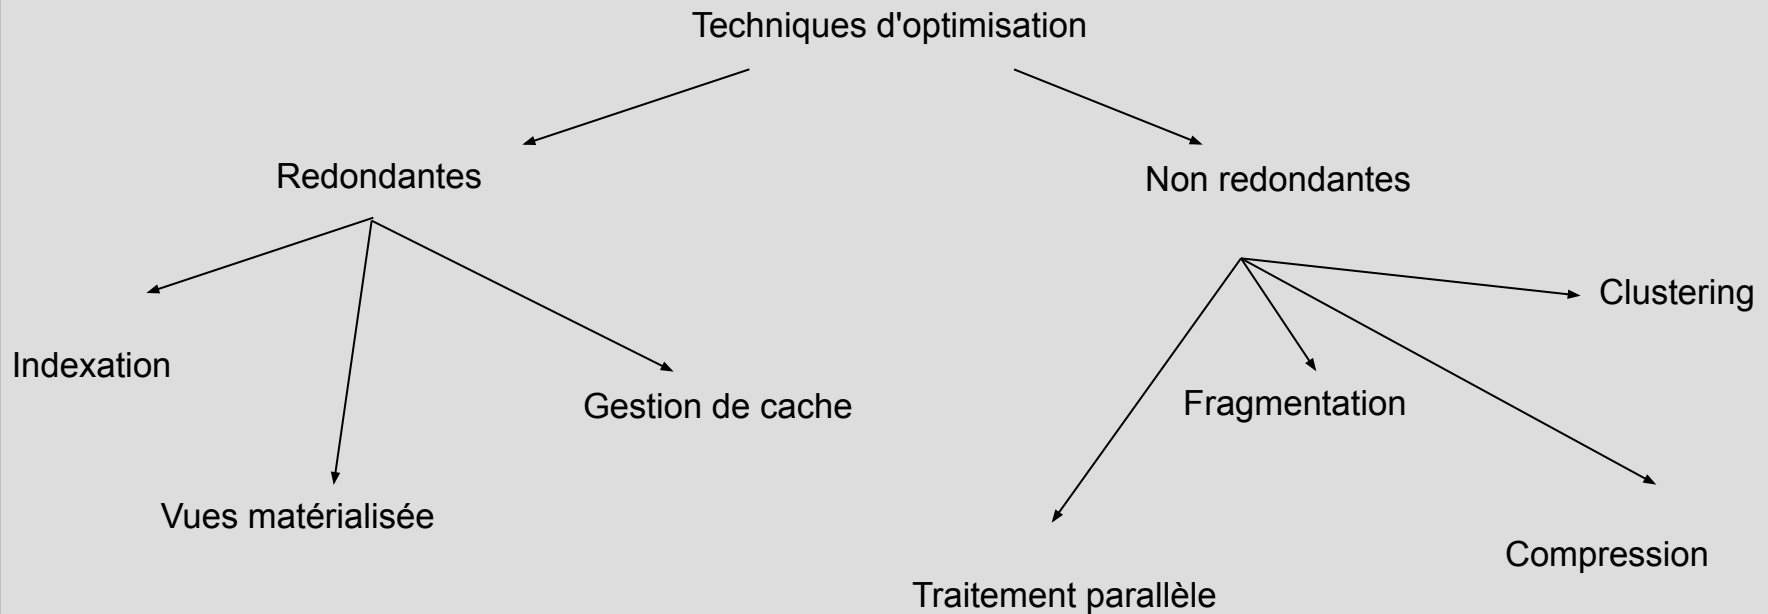 Techniques d'optimisation
Redondantes
Non redondantes
Clustering
Indexation
Gestion de cache
Fragmentation
Vues matérialisée
Compression
Traitement parallèle